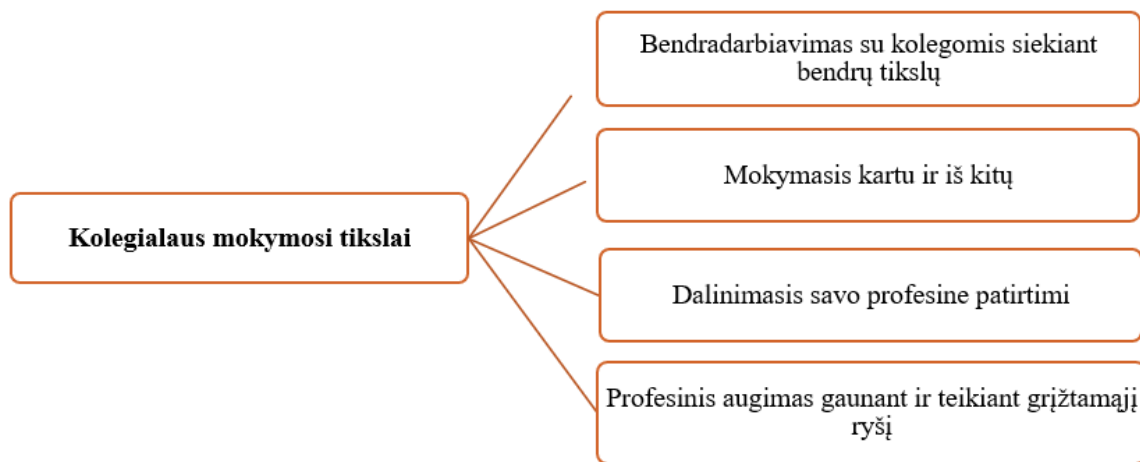 Bendradarbiavimas su kolegomis siekiant
bendrų tikslų
Mokymasis kartu ir iš kitų
Kolegialaus mokymosi tikslai
Dalinimasis savo profesine patirtimi
Profesinis augimas gaunant ir teikiant grįžtamąjį
ryšį